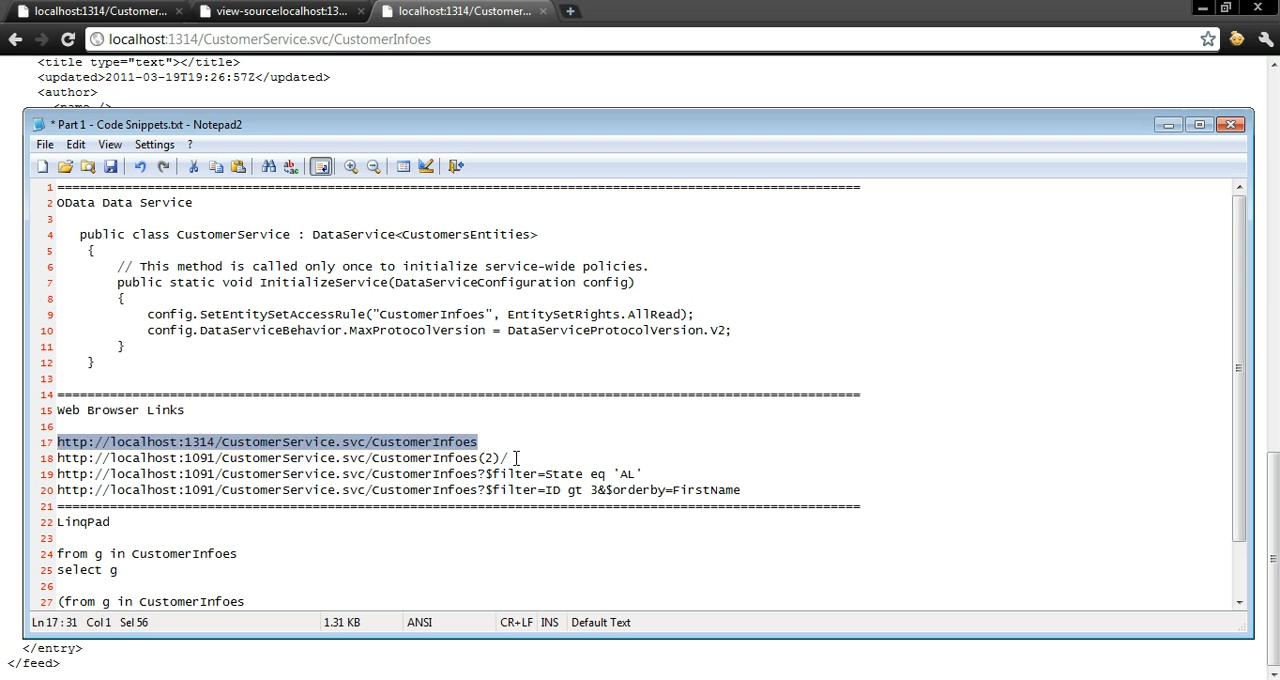 localhost:1314/Customer... view-source:localhost:13... localhost:1314/Customer...
localhost:1314/CustomerService.svc/CustomerInfoes
<title type="text"></title>
<updated>2011-03-19T19:26:57Z</updated>
<author>
<name />
* Part 1 - Code Snippets.txt - Notepad2
File Edit View Settings ?
1 ===========================================================================================================
2 OData Data Service
3
4 public class CustomerService : DataService<CustomersEntities>
5 {
6 // This method is called only once to initialize service-wide policies.
7 public static void InitializeService(DataServiceConfiguration config)
8 {
9 config.SetEntitySetAccessRule("CustomerInfoes", EntitySetRights.AllRead);
10 config.DataServiceBehavior.MaxProtocolVersion = DataServiceProtocolVersion.V2;
11 }
12 }
13
14 ===========================================================================================================
15 Web Browser Links
16
17 http://localhost:1314/CustomerService.svc/CustomerInfoes
18 http://localhost:1091/CustomerService.svc/CustomerInfoes(2)/
19 http://localhost:1091/CustomerService.svc/CustomerInfoes?$filter=State eq 'AL'
20 http://localhost:1091/CustomerService.svc/CustomerInfoes?$filter=ID gt 3&$orderby=FirstName
21 ===========================================================================================================
22 LinqPad
23
24 from g in CustomerInfoes
25 select g
26
27 (from g in CustomerInfoes
Ln 17 : 31 Col 1 Sel 56 1.31 KB ANSI CR+LF INS Default Text
</entry>
</feed>